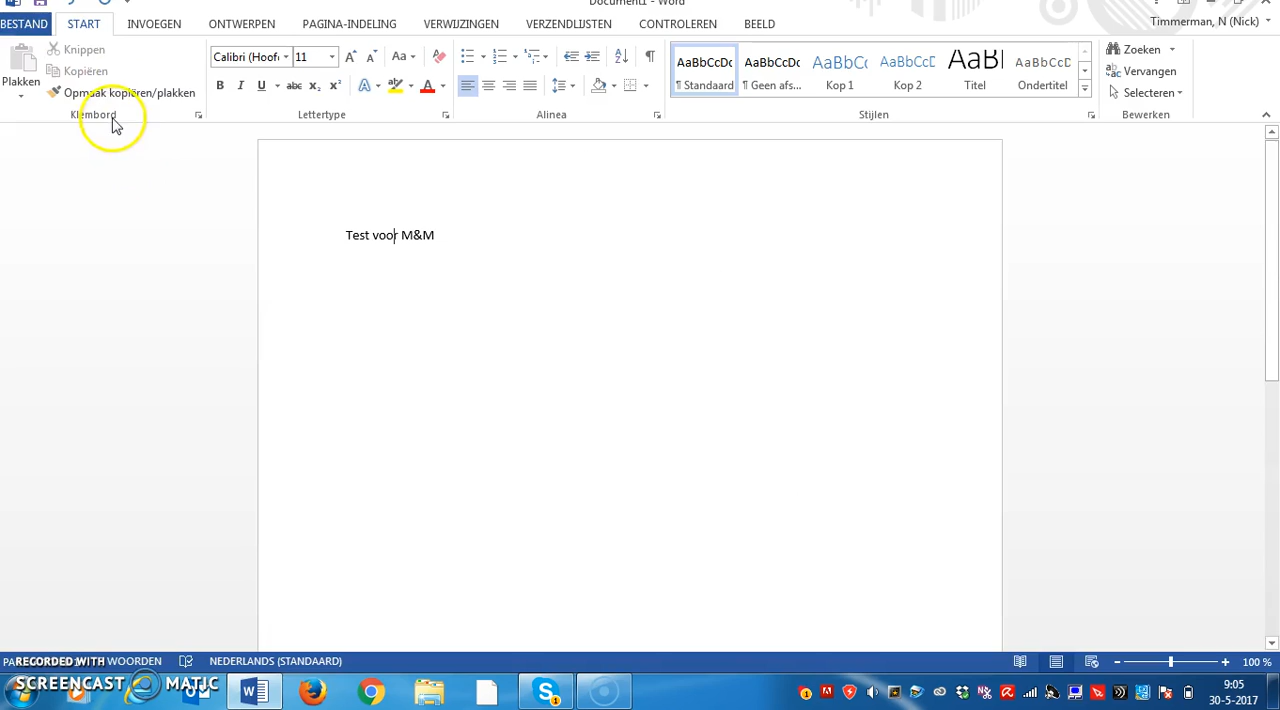 Document1 - Word
BESTAND START INVOEGEN ONTWERPEN PAGINA-INDELING VERWIJZINGEN VERZENDLIJSTEN CONTROLEREN BEELD Timmerman, N (Nick)
Plakken
Knippen
Kopiëren
Opmaak kopiëren/plakken
Klembord
Calibri (Hoof 11
Lettertype
Alinea
AaBbCcDc AaBbCcDc AaBbCc AaBbCcD AaBl AaBbCcD
¶ Standaard ¶ Geen afs... Kop 1 Kop 2 Titel Ondertitel
Stijlen
Zoeken
Vervangen
Selecteren
Bewerken
Test voor M&M
WOORDEN NEDERLANDS (STANDAARD) 100 %
RECORDED WITH
SCREENCAST MATIC
9:05
30-5-2017